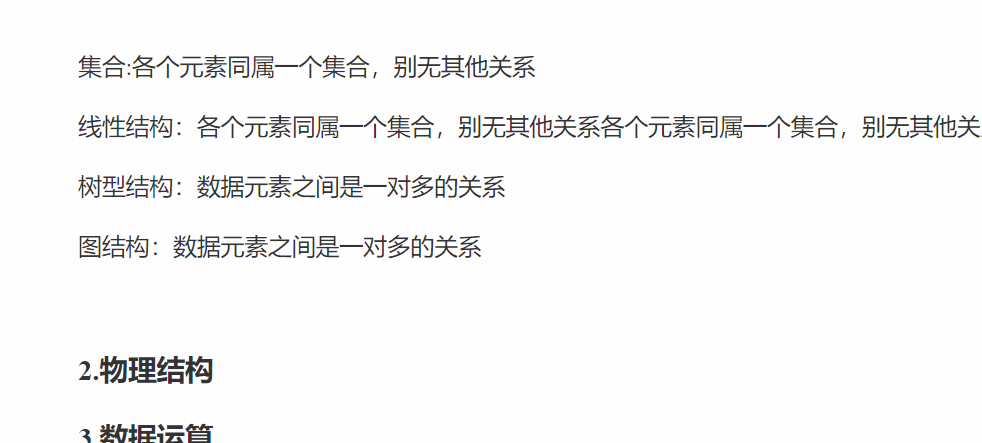 集合:各个元素同属一个集合，别无其他关系
线性结构：各个元素同属一个集合，别无其他关系各个元素同属一个集合，别无其他关
树型结构：数据元素之间是一对多的关系
图结构：数据元素之间是一对多的关系
2.物理结构
3.数据运算